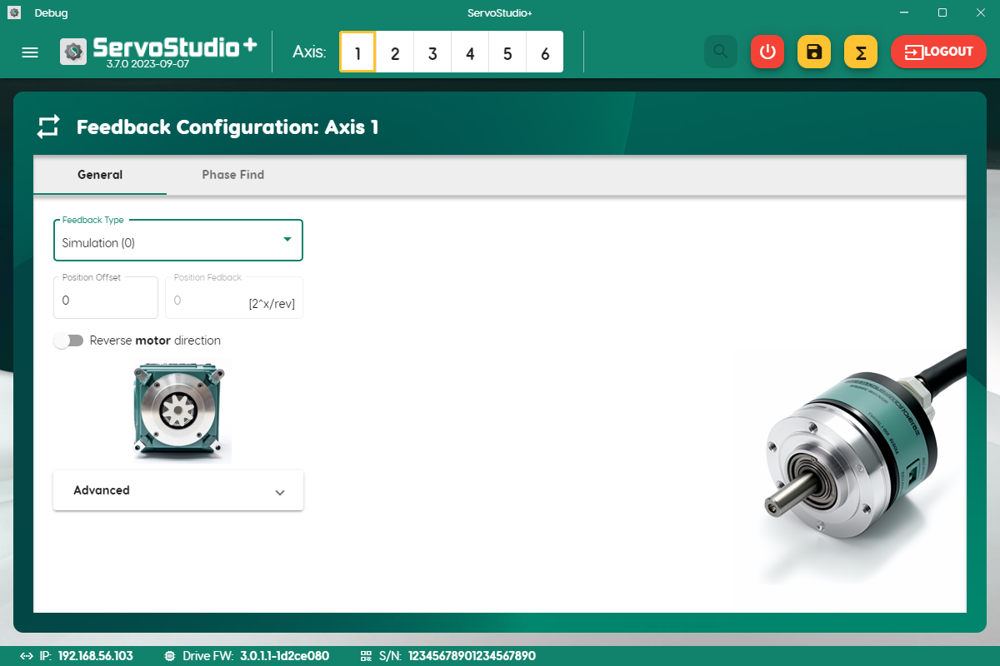 Debug
ServoStudio+
ServoStudio+
3.7.0 2023-09-07
Axis:
1 2 3 4 5 6
Σ
LOGOUT
Feedback Configuration: Axis 1
General
Phase Find
Feedback Type
Simulation (0)
Position Offset
0
Position Fedback
0 [2^x/rev]
Reverse motor direction
Advanced
IP: 192.168.56.103
Drive FW: 3.0.1.1-1d2ce080
S/N: 12345678901234567890